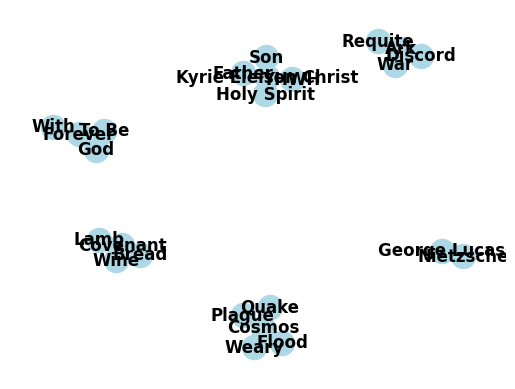 Requite
Ark
Discord
War
Son
Father
Kyrie Eleison
Christ
YHWH
Holy Spirit
With
To Be
Forever
God
Lamb
Covenant
Bread
Wine
George Lucas
Nietzsche
Quake
Plague
Cosmos
Flood
Weary